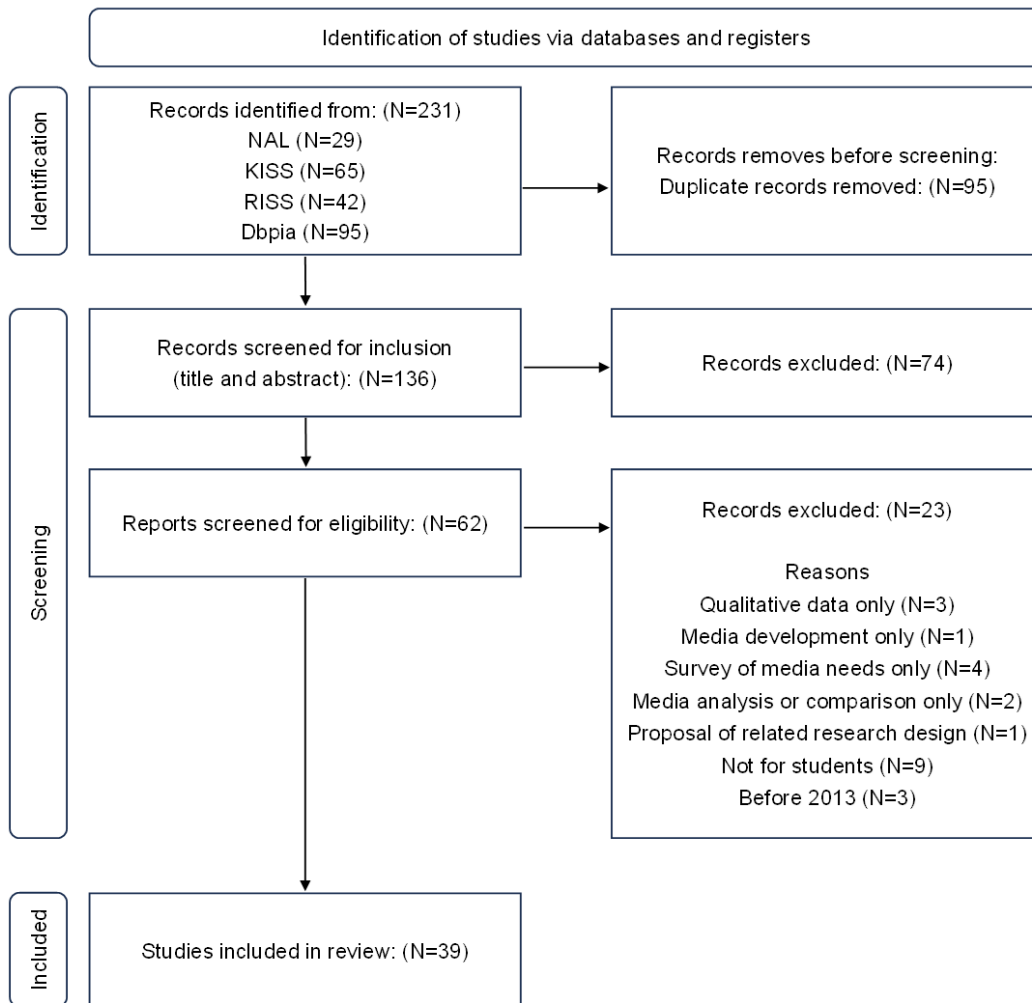 Identification of studies via databases and registers
Identification
Records identified from: (N=231)
NAL (N=29)
KISS (N=65)
RISS (N=42)
Dbpia (N=95)
Records removes before screening:
Duplicate records removed: (N=95)
Screening
Records screened for inclusion
(title and abstract): (N=136)
Records excluded: (N=74)
Reports screened for eligibility: (N=62)
Records excluded: (N=23)
Reasons
Qualitative data only (N=3)
Media development only (N=1)
Survey of media needs only (N=4)
Media analysis or comparison only (N=2)
Proposal of related research design (N=1)
Not for students (N=9)
Before 2013 (N=3)
Included
Studies included in review: (N=39)